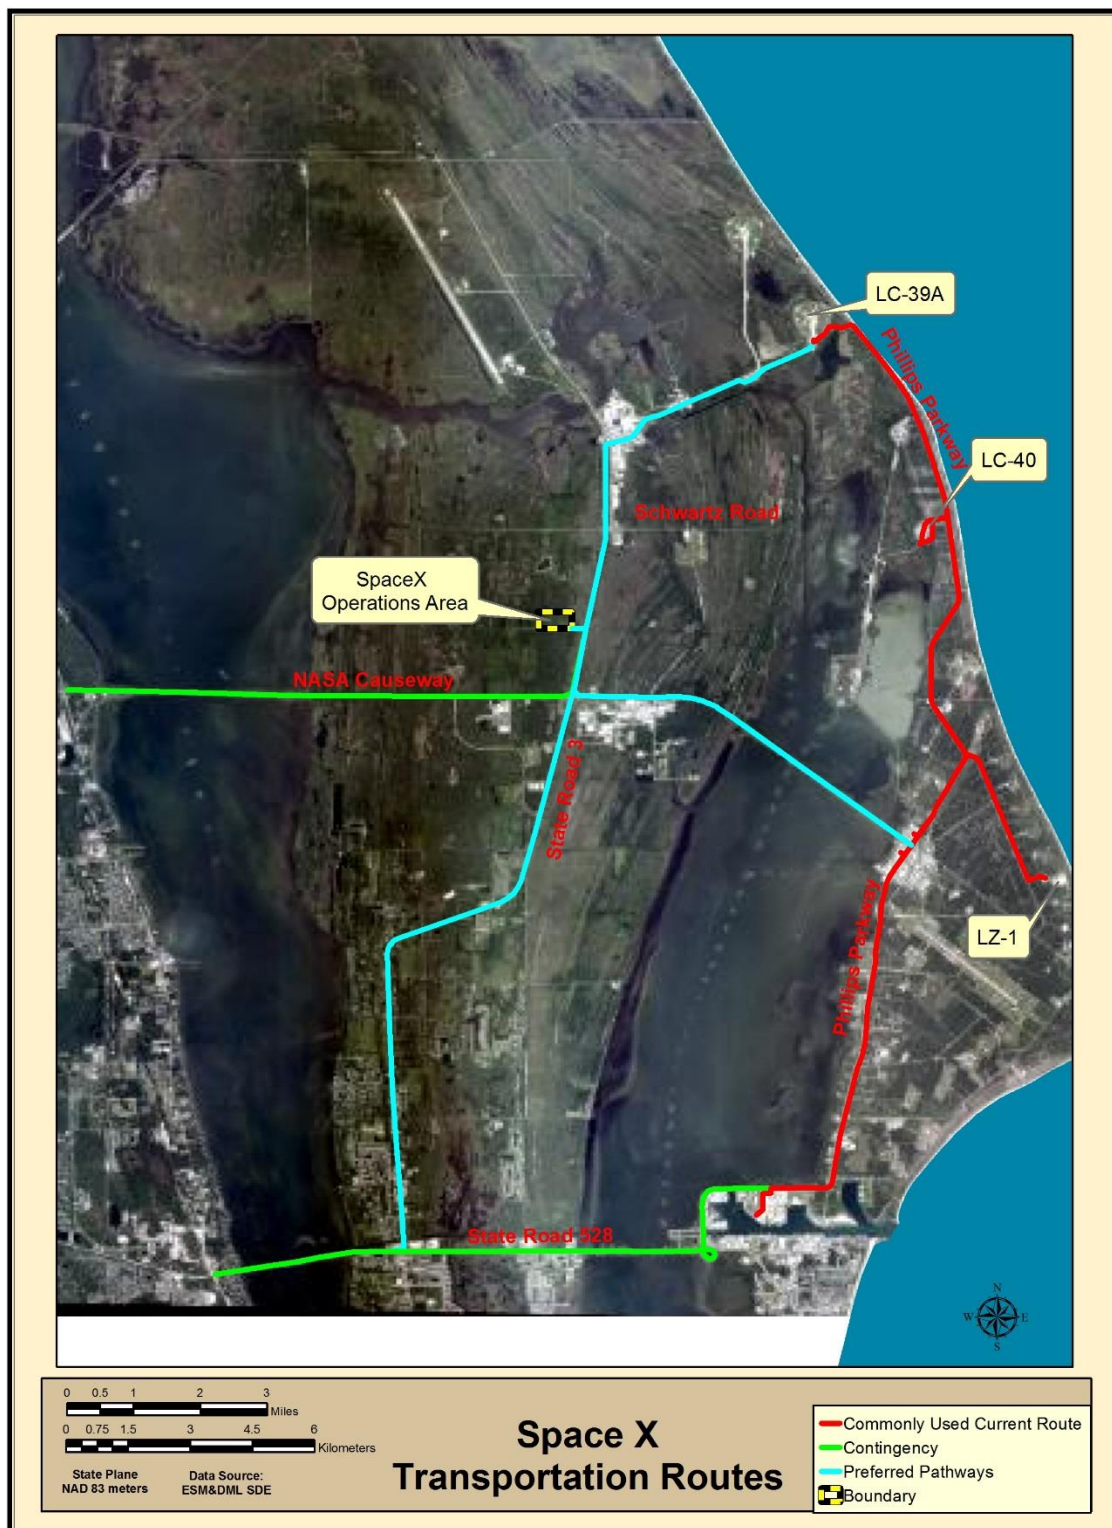 LC-39A
Phillips Parkway
LC-40
Schwartz Road
SpaceX
Operations Area
NASA Causeway
State Road 3
Phillips Parkway
LZ-1
State Road 528
N
W E
S
0 0.5 1 2 3
Miles
0 0.75 1.5 3 4.5 6
Kilometers
State Plane
NAD 83 meters
Data Source:
ESM&DML SDE
Space X
Transportation Routes
Commonly Used Current Route
Contingency
Preferred Pathways
Boundary